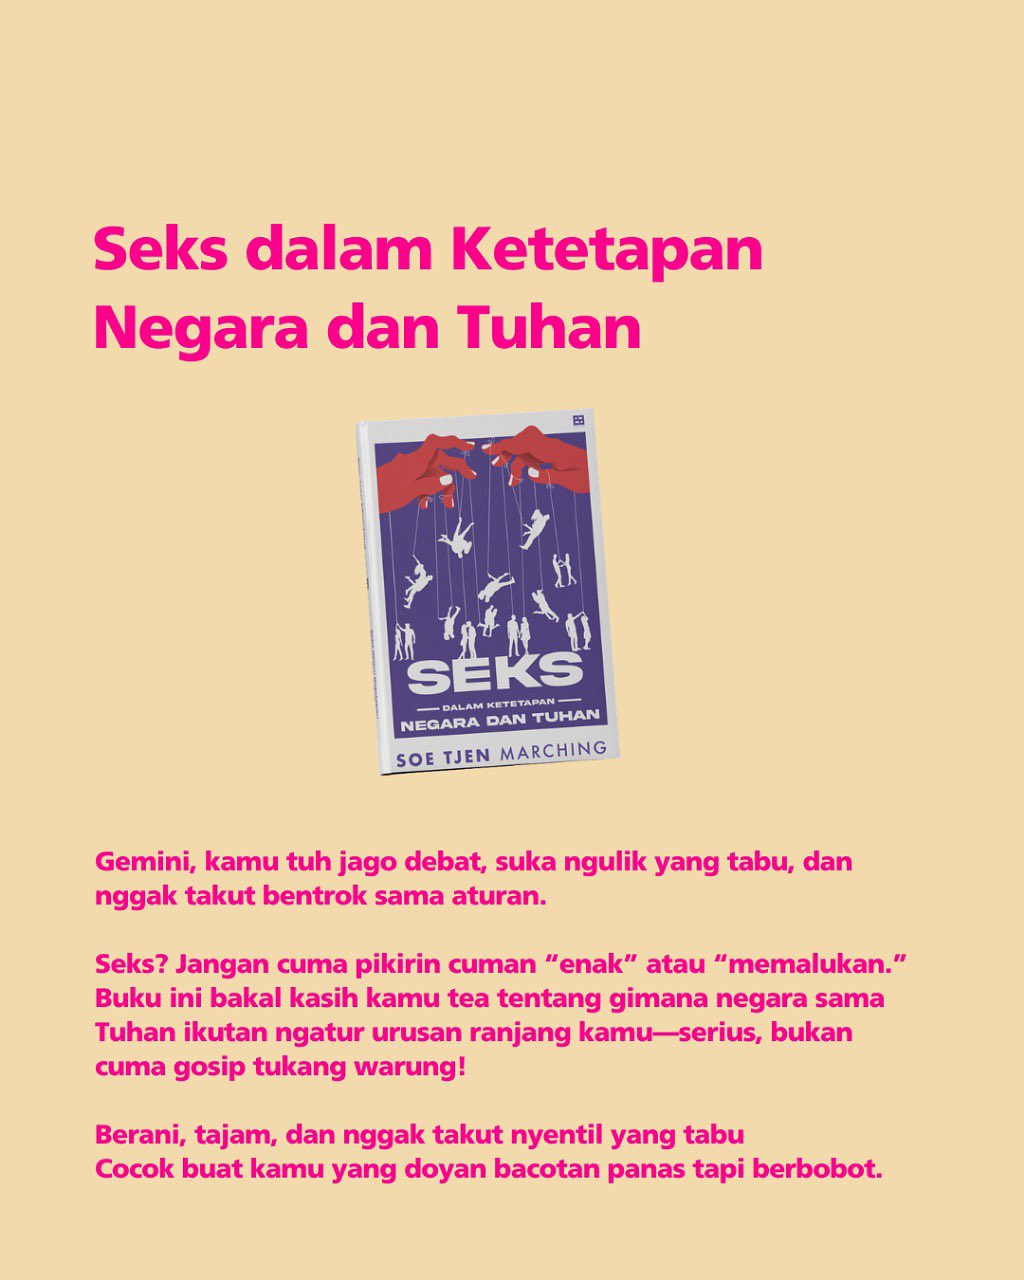 Seks dalam Ketetapan
Negara dan Tuhan
SEKS
DALAM KETETAPAN
NEGARA DAN TUHAN
SOE TJEN MARCHING
Gemini, kamu tuh jago debat, suka ngulik yang tabu, dan
nggak takut bentrok sama aturan.
Seks? Jangan cuma pikirin cuman “enak” atau “memalukan.”
Buku ini bakal kasih kamu tea tentang gimana negara sama
Tuhan ikutan ngatur urusan ranjang kamu—serius, bukan
cuma gosip tukang warung!
Berani, tajam, dan nggak takut nyentil yang tabu
Cocok buat kamu yang doyan bacotan panas tapi berbobot.